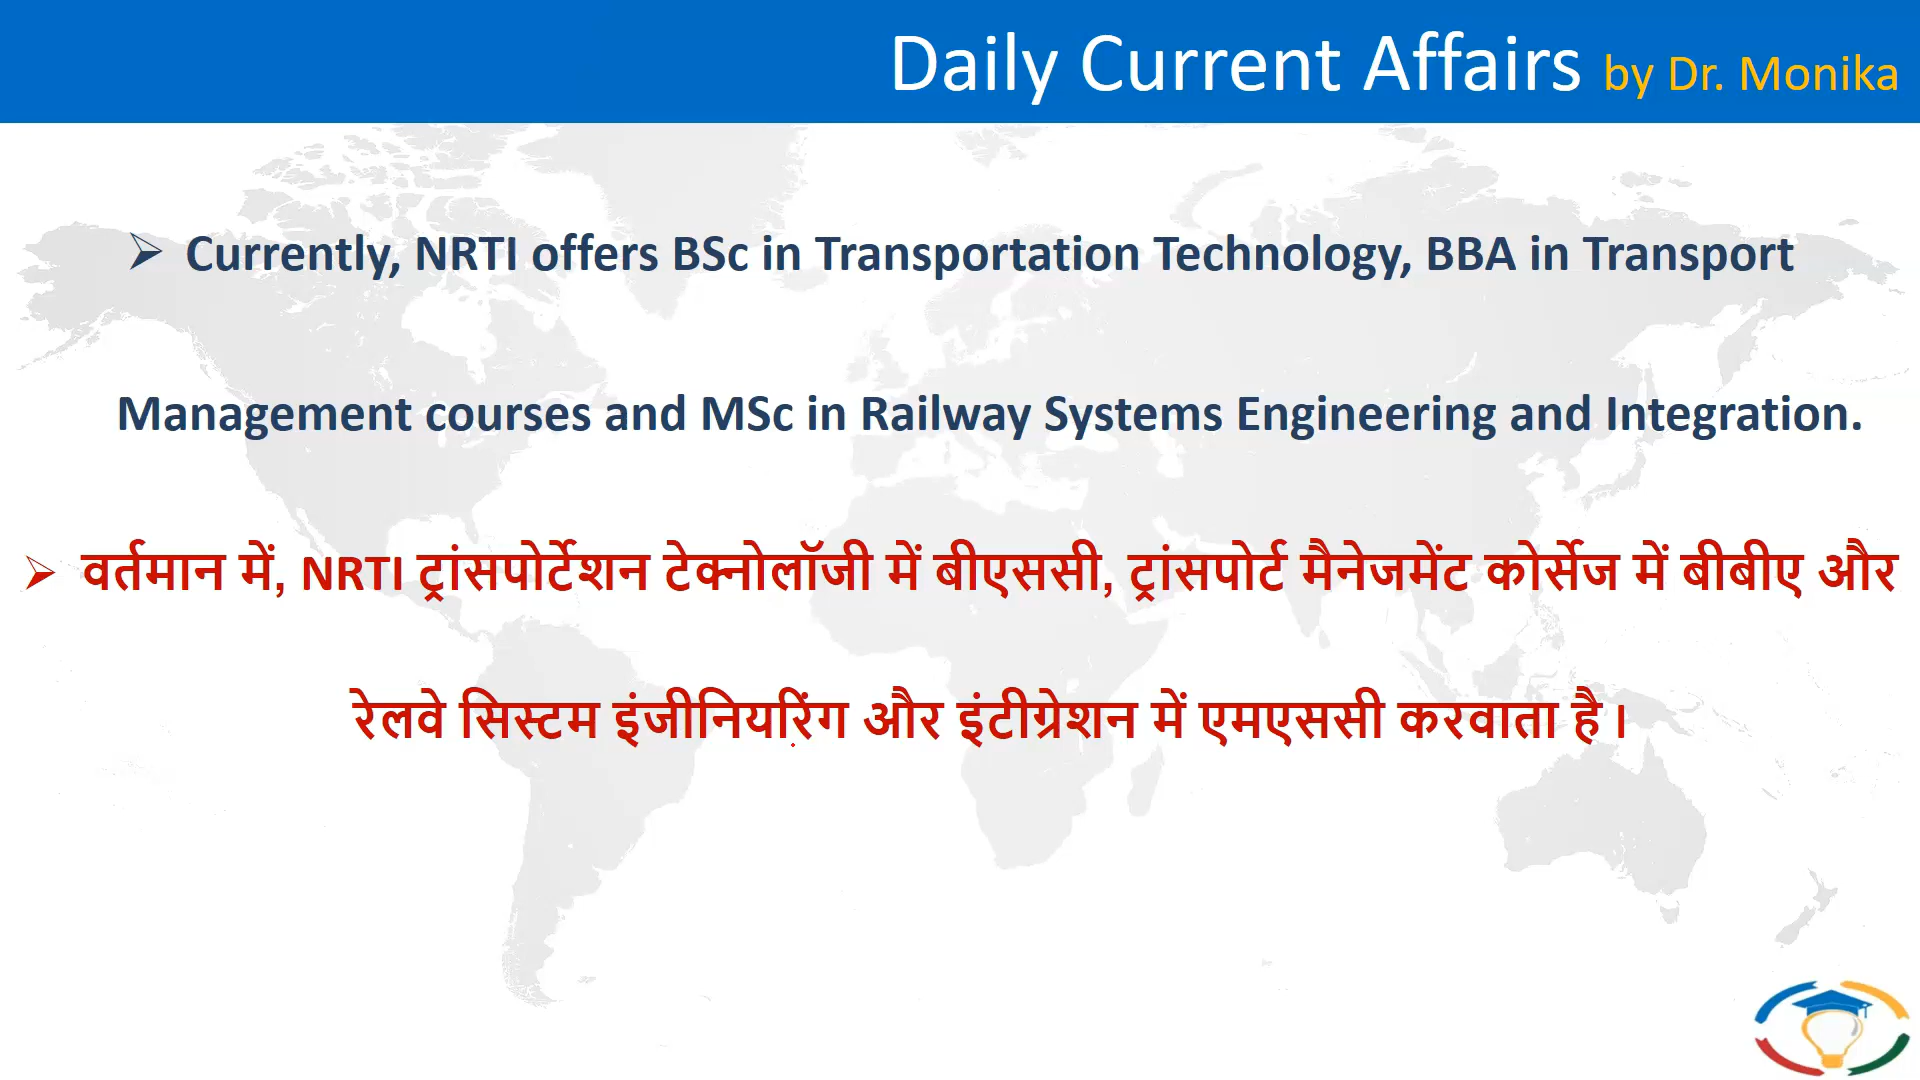 Daily Current Affairs by Dr. Monika
➢ Currently, NRTI offers BSc in Transportation Technology, BBA in Transport
Management courses and MSc in Railway Systems Engineering and Integration.
➢ वर्तमान में, NRTI ट्रांसपोर्टेशन टेक्नोलॉजी में बीएससी, ट्रांसपोर्ट मैनेजमेंट कोर्सेज में बीबीए और
रेलवे सिस्टम इंजीनियरिंग और इंटीग्रेशन में एमएससी करवाता है।